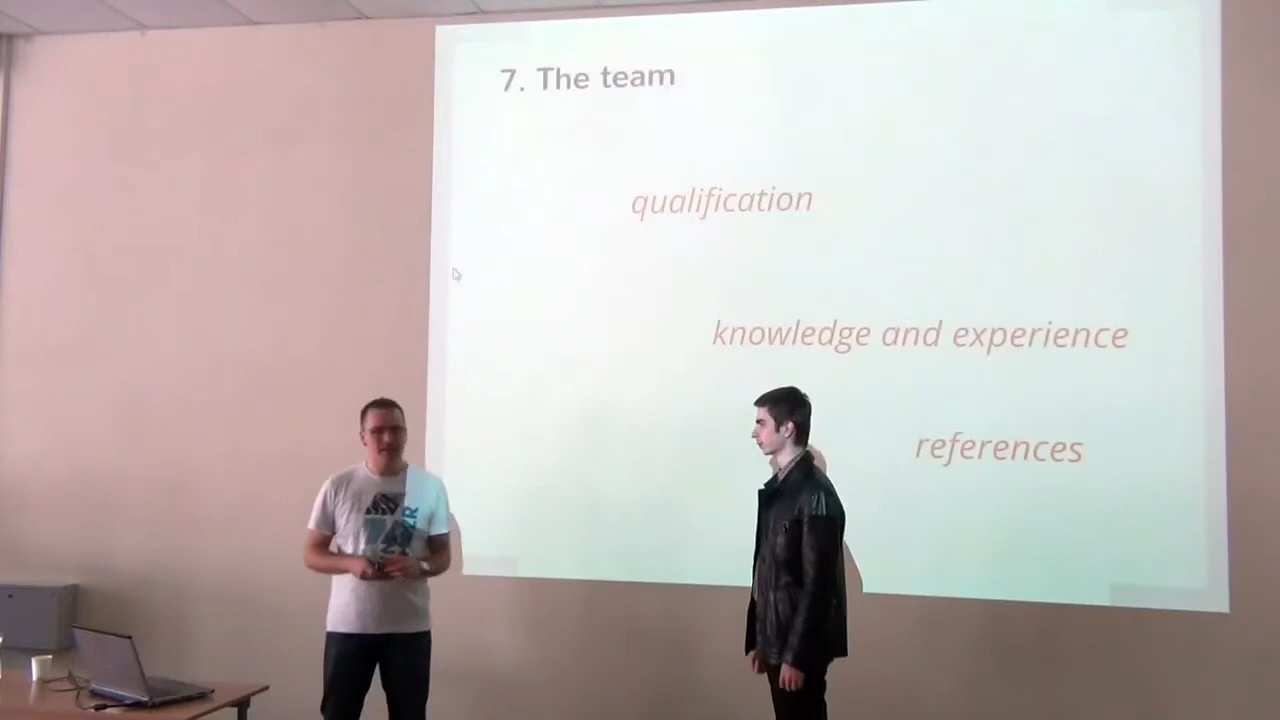 7. The team
qualification
knowledge and experience
references